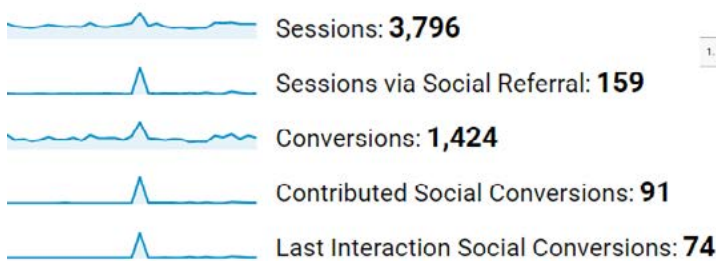 Sessions: 3,796
1.
Sessions via Social Referral: 159
Conversions: 1,424
Contributed Social Conversions: 91
Last Interaction Social Conversions: 74